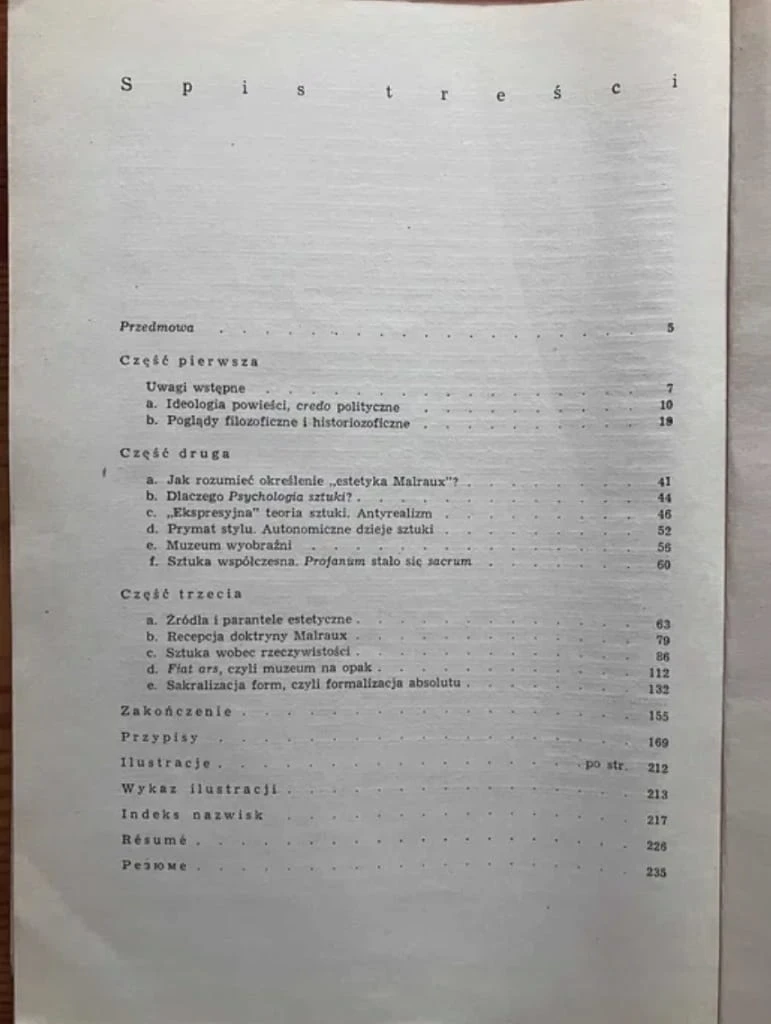 Spis treści
Przedmowa . . . . . . . . . . . . . . . . 5
Część pierwsza
Uwagi wstępne . . . . . . . . . . . . . . 7
a. Ideologia powieści, credo polityczne . . . . . . . . 10
b. Poglądy filozoficzne i historiozoficzne . . . . . . . . 19
Część druga
a. Jak rozumieć określenie „estetyka Malraux"? . . . . . . . 41
b. Dlaczego Psychologia sztuki? . . . . . . . . . . . 44
c. „Ekspresyjna" teoria sztuki. Antyrealizm . . . . . . . 46
d. Prymat stylu. Autonomiczne dzieje sztuki . . . . . . . 52
e. Muzeum wyobraźni . . . . . . . . . . . . 56
f. Sztuka współczesna. Profanum stało się sacrum . . . . . . 60
Część trzecia
a. Źródła i parantele estetyczne . . . . . . . . . . . 63
b. Recepcja doktryny Malraux . . . . . . . . . . . 79
c. Sztuka wobec rzeczywistości . . . . . . . . . . . 86
d. Fiat ars, czyli muzeum na opak . . . . . . . . . . 112
e. Sakralizacja form, czyli formalizacja absolutu . . . . . . . 132
Zakończenie . . . . . . . . . . . . . . . 155
Przypisy . . . . . . . . . . . . . . . . 169
Ilustracje . . . . . . . . . . . . . . . po str. 212
Wykaz ilustracji . . . . . . . . . . . . . . 213
Indeks nazwisk . . . . . . . . . . . . . . 217
Résumé . . . . . . . . . . . . . . . . . 226
Резюме . . . . . . . . . . . . . . . . . 235